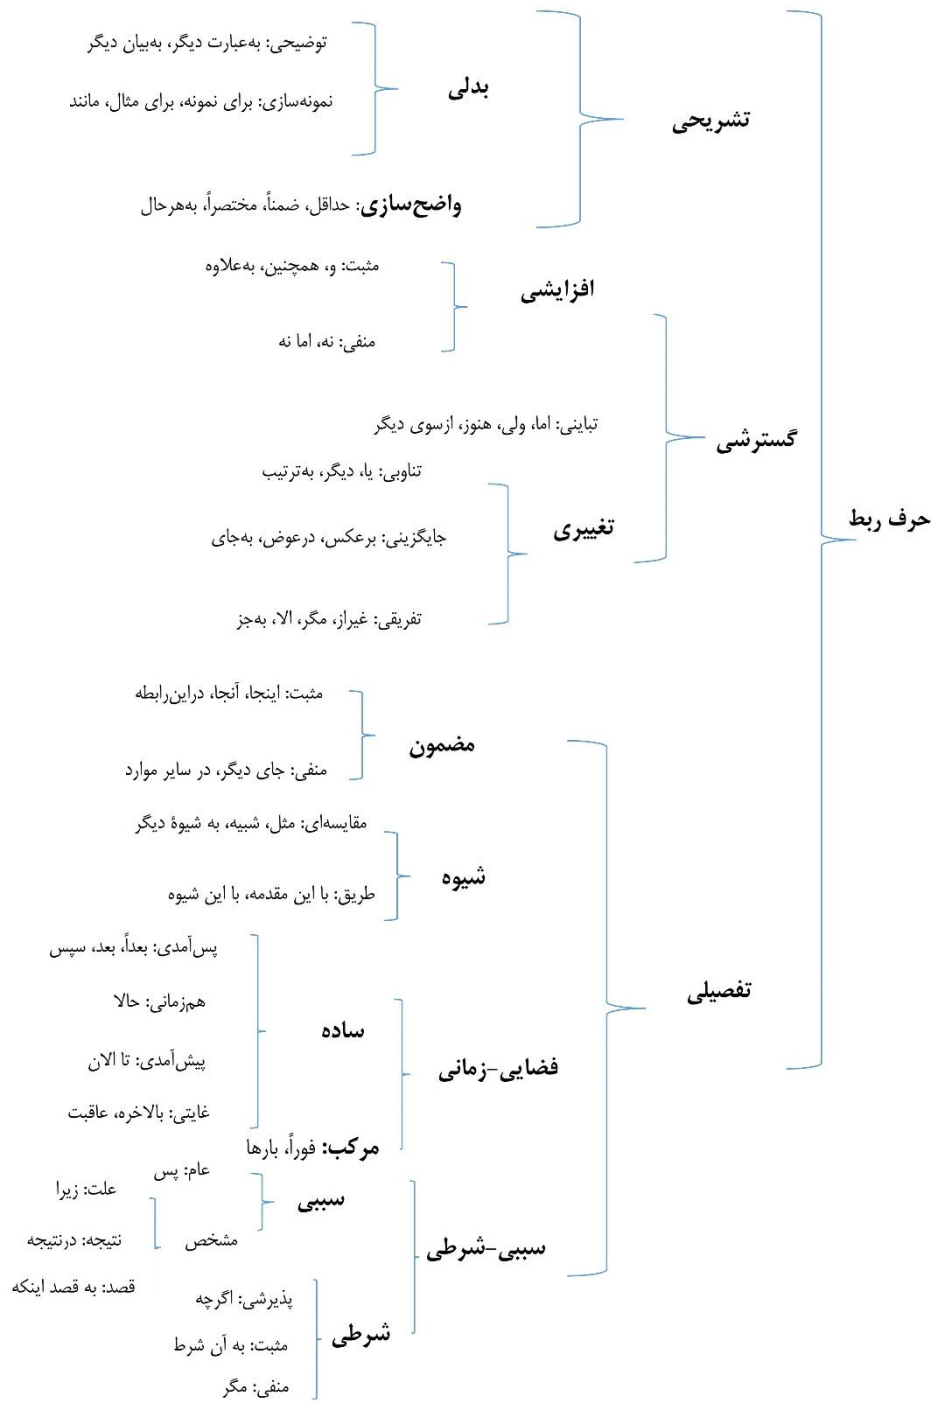 توضیحی: به‌عبارت دیگر، به‌بیان دیگر
بدلی
نمونه‌سازی: برای نمونه، برای مثال، مانند
تشریحی
واضح‌سازی: حداقل، ضمناً، مختصراً، به‌هرحال
مثبت: و، همچنین، به‌علاوه
افزایشی
منفی: نه، اما نه
تباینی: اما، ولی، هنوز، ازسوی دیگر
گسترشی
تناوبی: یا، دیگر، به‌ترتیب
حرف ربط
تغییری
جایگزینی: برعکس، درعوض، به‌جای
تفریقی: غیراز، مگر، الا، به‌جز
مثبت: اینجا، آنجا، دراین‌رابطه
مضمون
منفی: جای دیگر، در سایر موارد
مقایسه‌ای: مثل، شبیه، به شیوهٔ دیگر
شیوه
طریق: با این مقدمه، با این شیوه
پس‌آمدی: بعداً، بعد، سپس
تفصیلی
هم‌زمانی: حالا
ساده
پیش‌آمدی: تا الان
فضایی-زمانی
غایتی: بالاخره، عاقبت
مرکب: فوراً، بارها
عام: پس
علت: زیرا
سببی
مشخص
نتیجه: درنتیجه
سببی-شرطی
قصد: به قصد اینکه
پذیرشی: اگرچه
شرطی
مثبت: به آن شرط
منفی: مگر